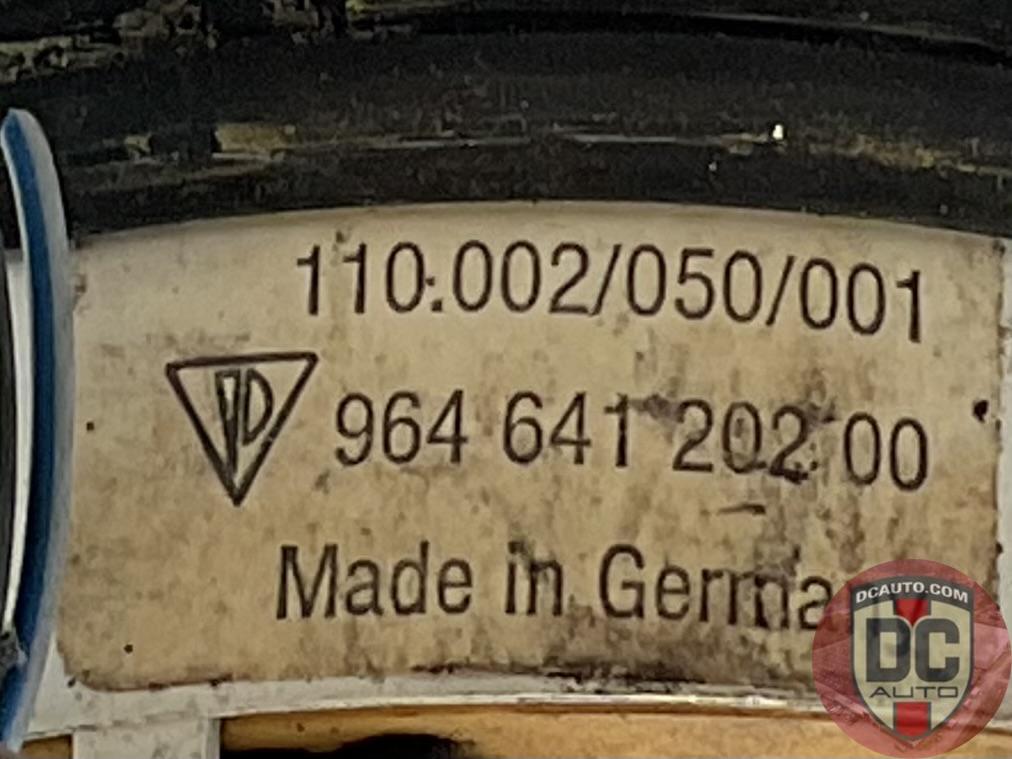 110.002/050/001
964 641 202 00
Made in Germa
DCAUTO.COM
DC
AUTO